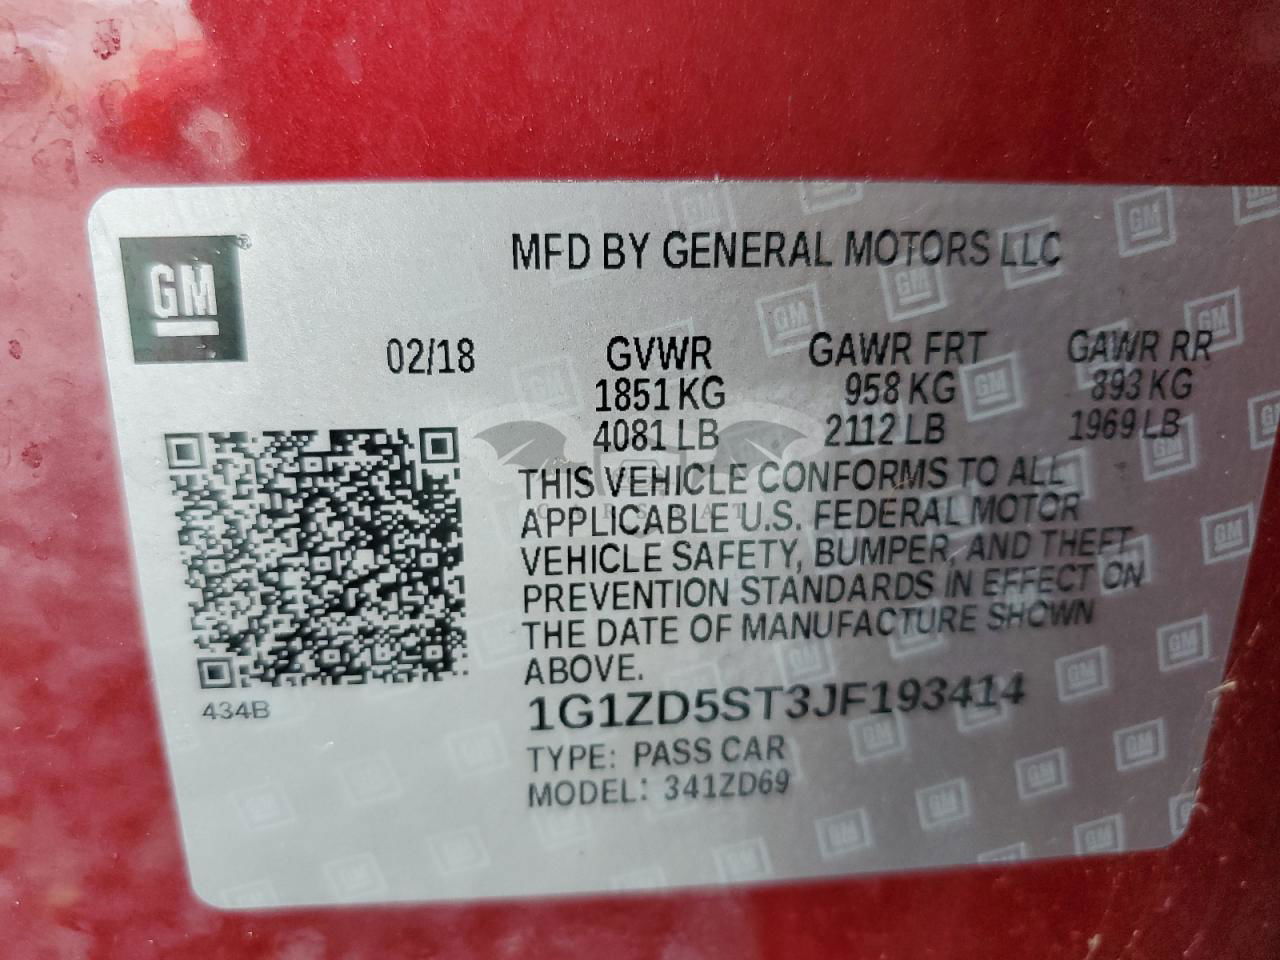 GM
MFD BY GENERAL MOTORS LLC
02/18 GVWR GAWR FRT GAWR RR
1851 KG 958 KG 893 KG
4081 LB 2112 LB 1969 LB
THIS VEHICLE CONFORMS TO ALL
APPLICABLE U.S. FEDERAL MOTOR
VEHICLE SAFETY, BUMPER, AND THEFT
PREVENTION STANDARDS IN EFFECT ON
THE DATE OF MANUFACTURE SHOWN
ABOVE.
434B
1G1ZD5ST3JF193414
TYPE: PASS CAR
MODEL: 341ZD69